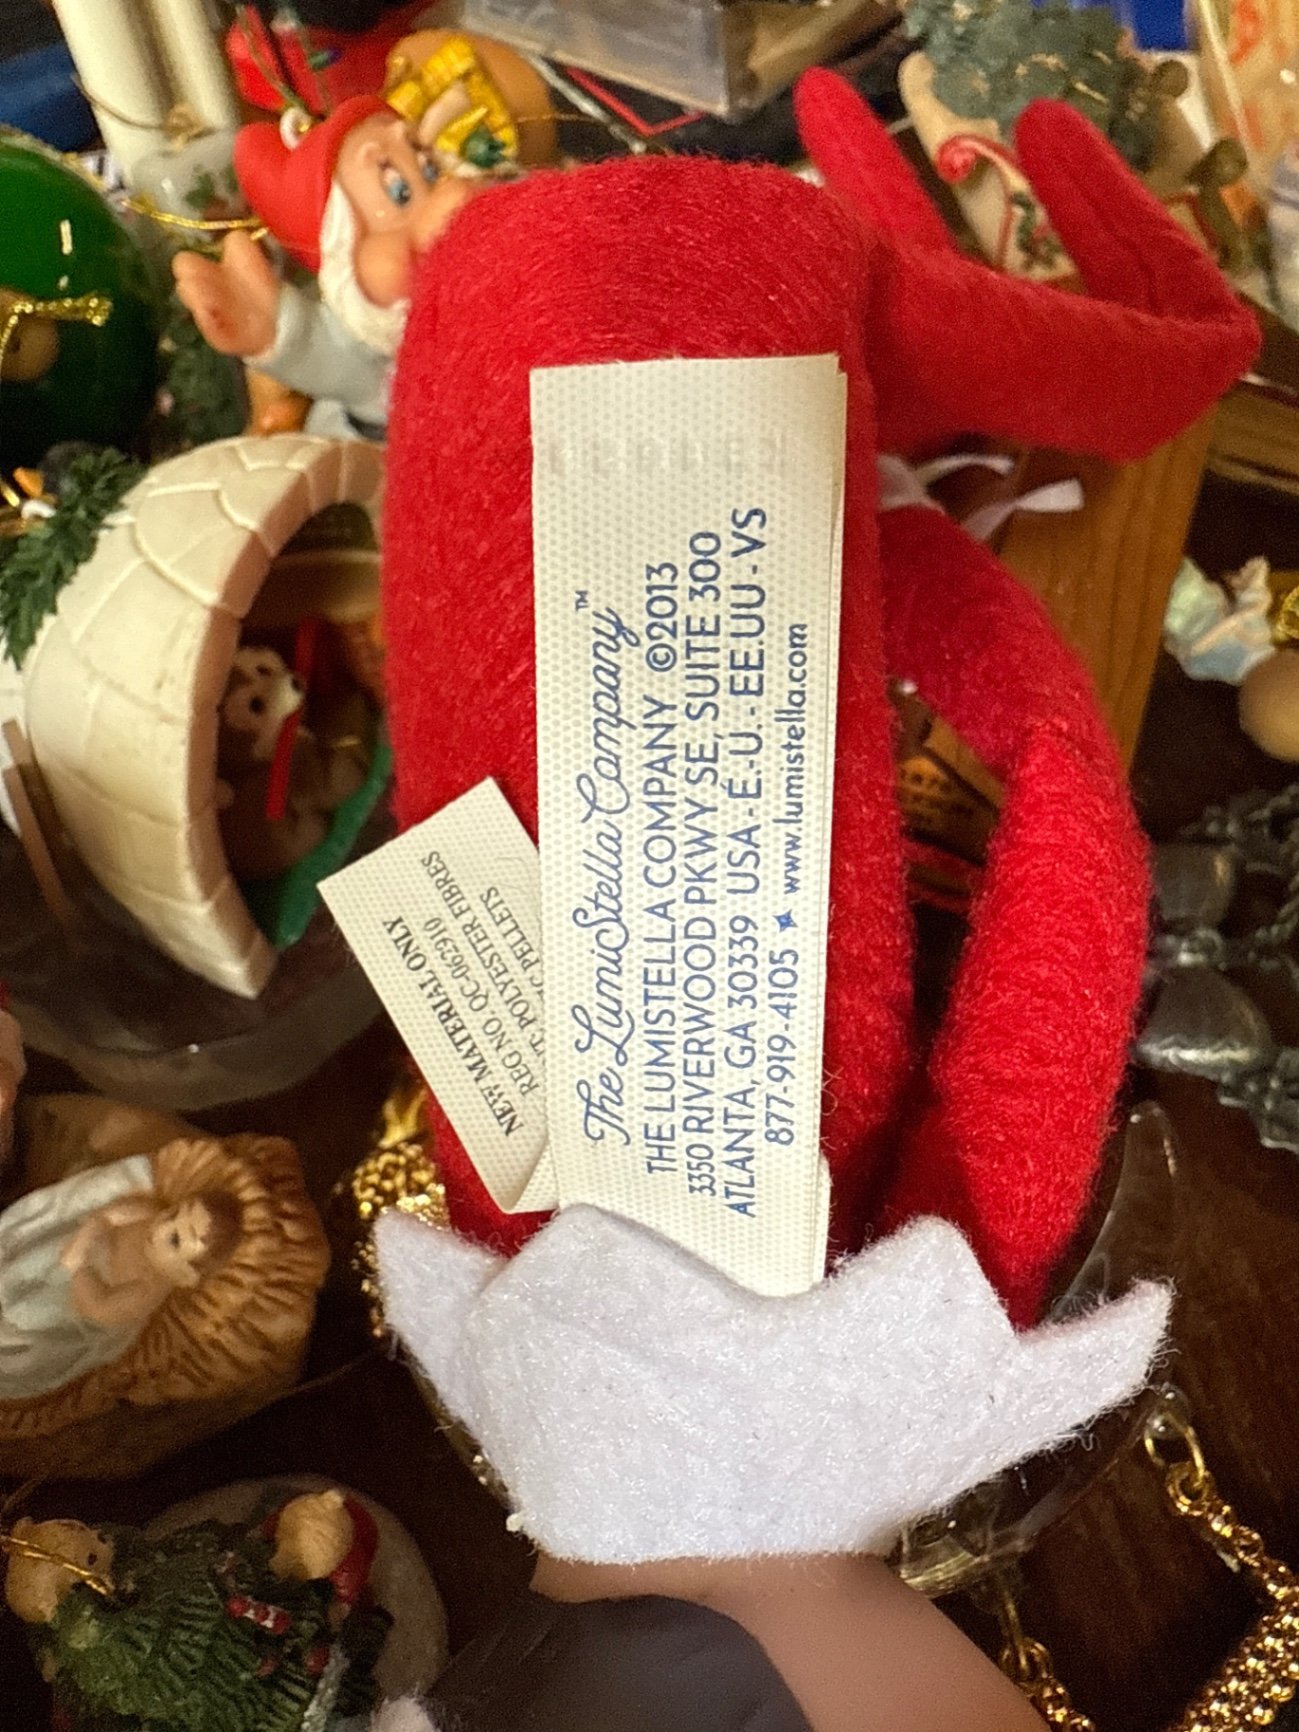 The LumiStella Company™
THE LUMISTELLA COMPANY ©2013
3350 RIVERWOOD PKWY SE, SUITE 300
ATLANTA, GA 30339 USA - É.-U. - EE.UU - VS
877-919-4105 ★ www.lumistella.com
NEW MATERIAL ONLY
REG NO. QC-062910
POLYESTER FIBRES
PELLETS